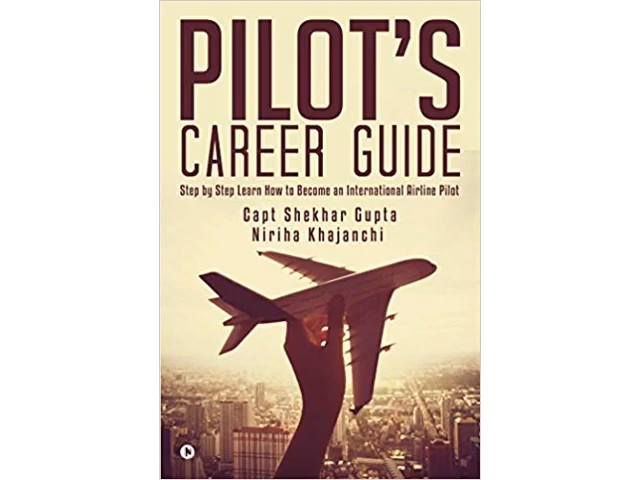 PILOT'S
CAREER GUIDE
Step by Step Learn How to Become an International Airline Pilot
Capt Shekhar Gupta
Niriha Khajanchi
N